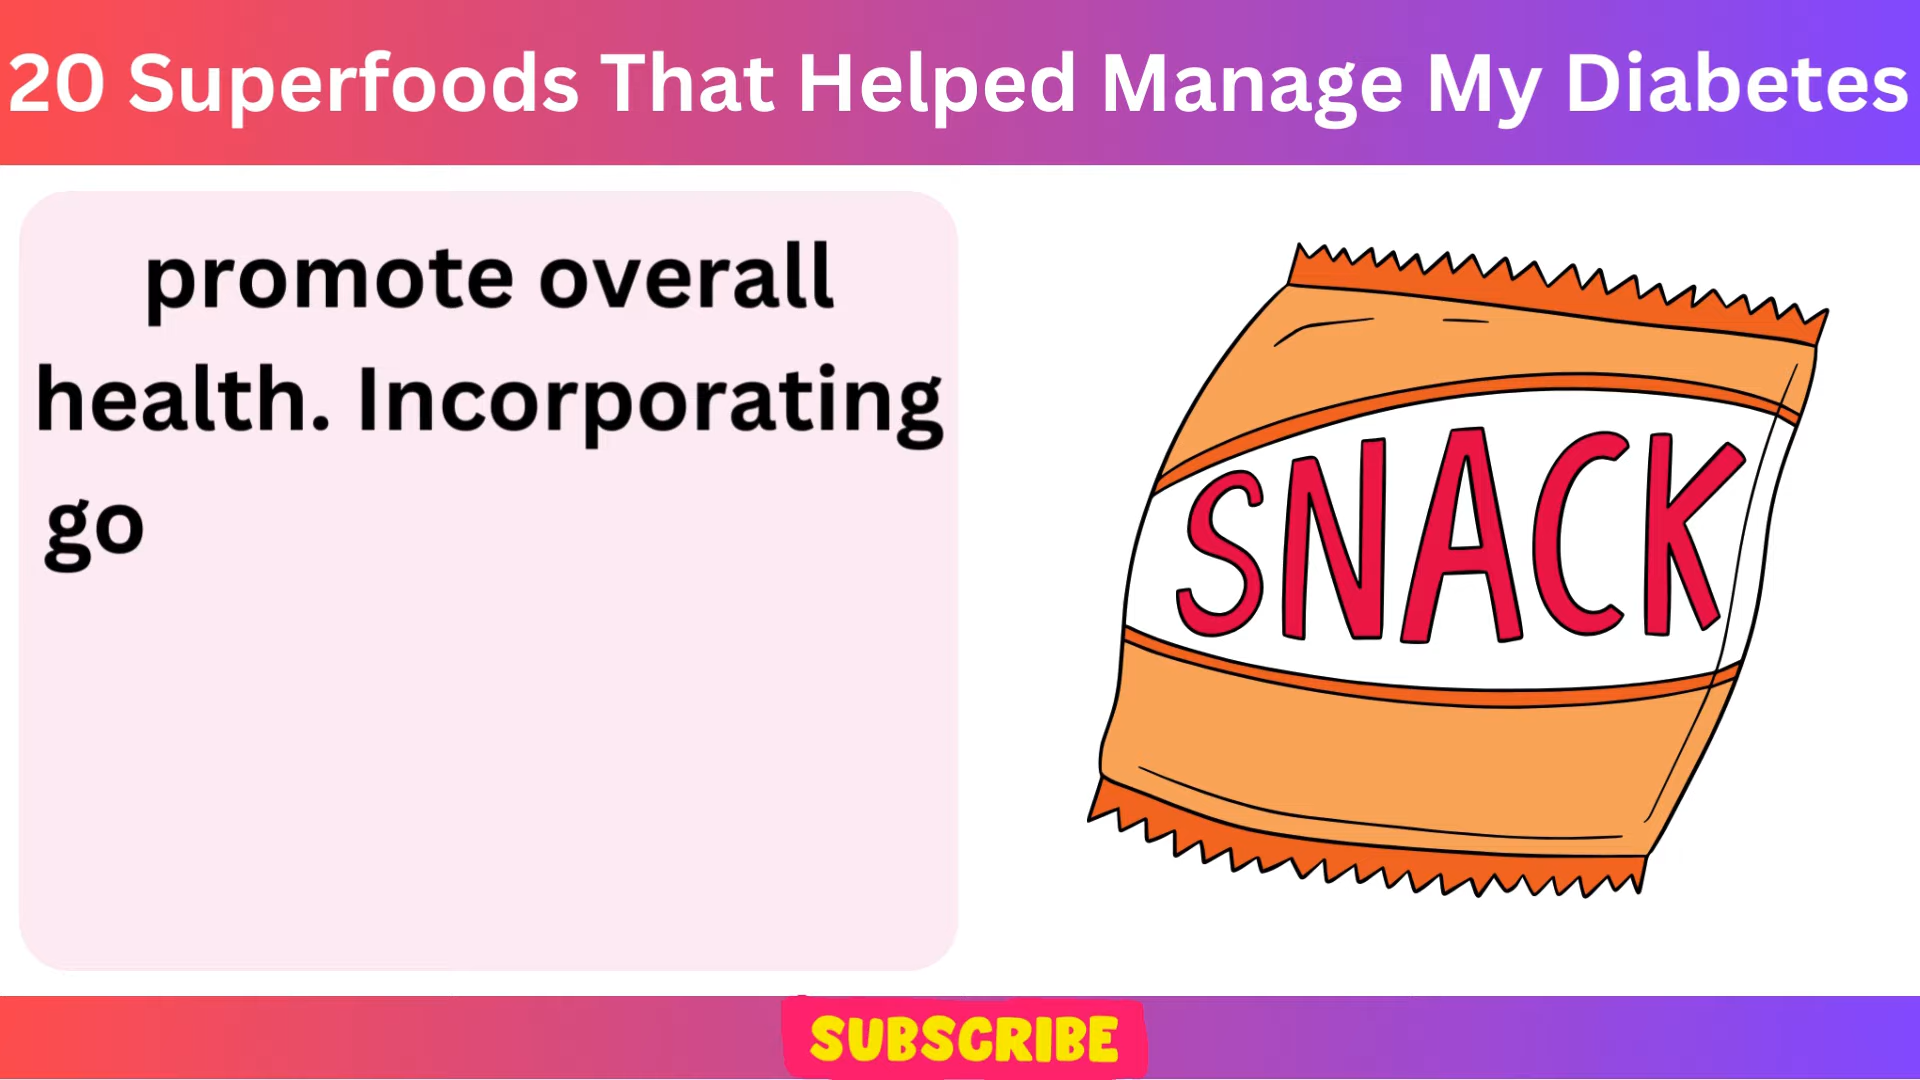 20 Superfoods That Helped Manage My Diabetes
promote overall
health. Incorporating
go
SNACK
SUBSCRIBE